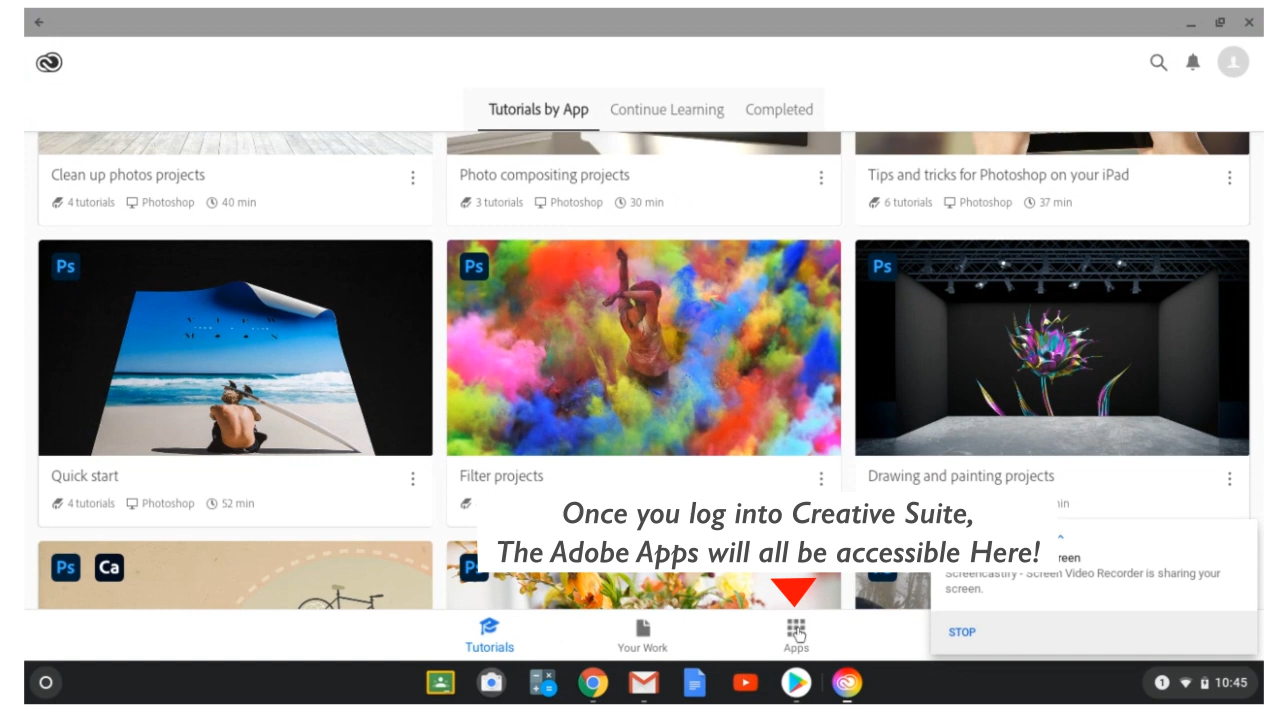 Tutorials by App Continue Learning Completed
Clean up photos projects
4 tutorials Photoshop 40 min
Photo compositing projects
3 tutorials Photoshop 30 min
Tips and tricks for Photoshop on your iPad
6 tutorials Photoshop 37 min
Ps
Quick start
4 tutorials Photoshop 52 min
Ps
Filter projects
Ps
Drawing and painting projects
Once you log into Creative Suite,
The Adobe Apps will all be accessible Here!
Ps Ca
Ps
Screencastify - Screen Video Recorder is sharing your
screen.
STOP
Tutorials
Your Work
Apps
1 10:45